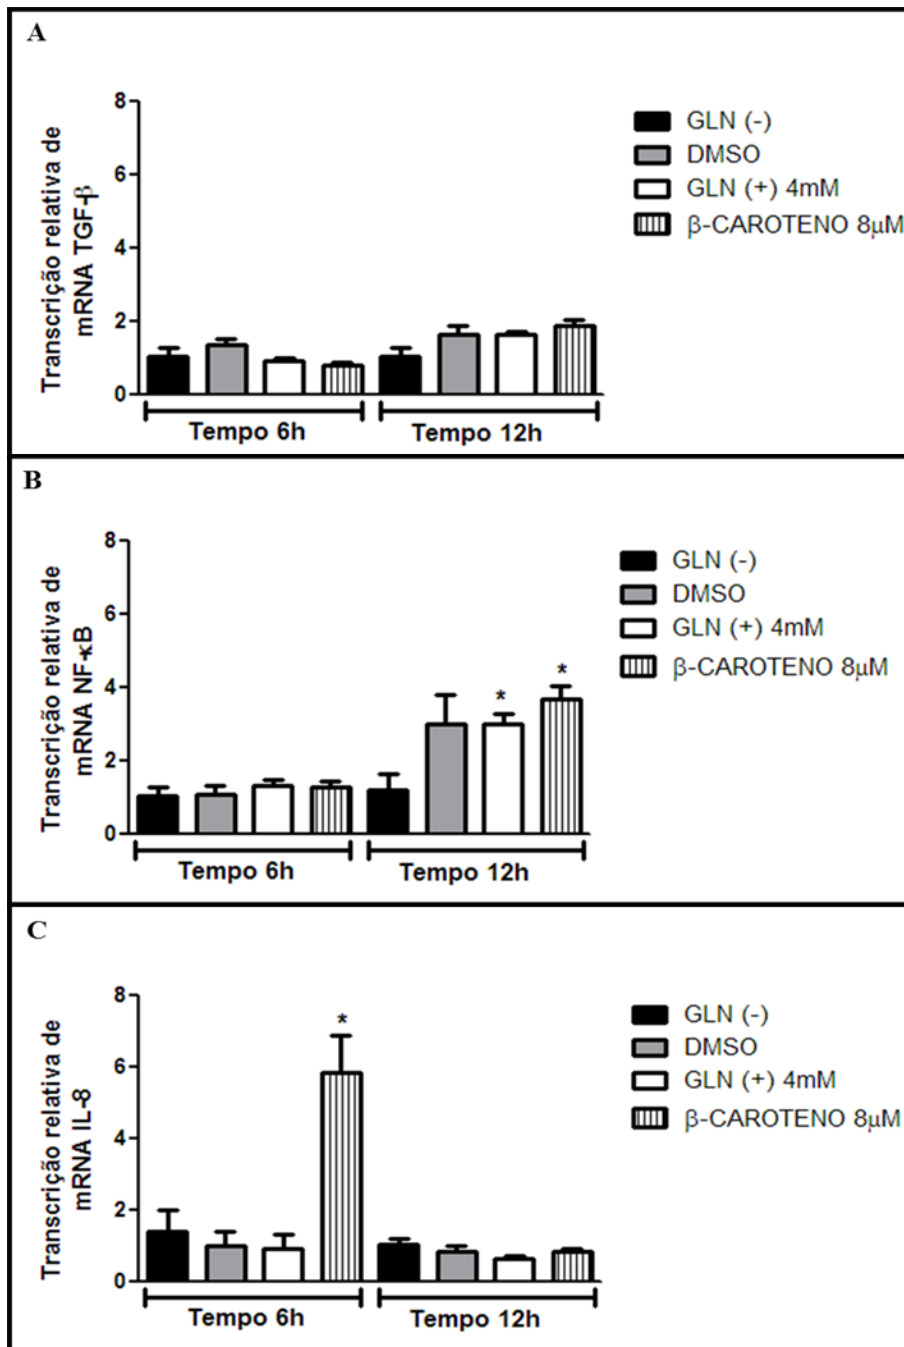 A
Transcrição relativa de
mRNA TGF-β
8
6
4
2
0
Tempo 6h
Tempo 12h
GLN (-)
DMSO
GLN (+) 4mM
β-CAROTENO 8μM
B
Transcrição relativa de
mRNA NF-κB
8
6
4
2
0
* *
Tempo 6h
Tempo 12h
GLN (-)
DMSO
GLN (+) 4mM
β-CAROTENO 8μM
C
Transcrição relativa de
mRNA IL-8
8
6
4
2
0
*
Tempo 6h
Tempo 12h
GLN (-)
DMSO
GLN (+) 4mM
β-CAROTENO 8μM